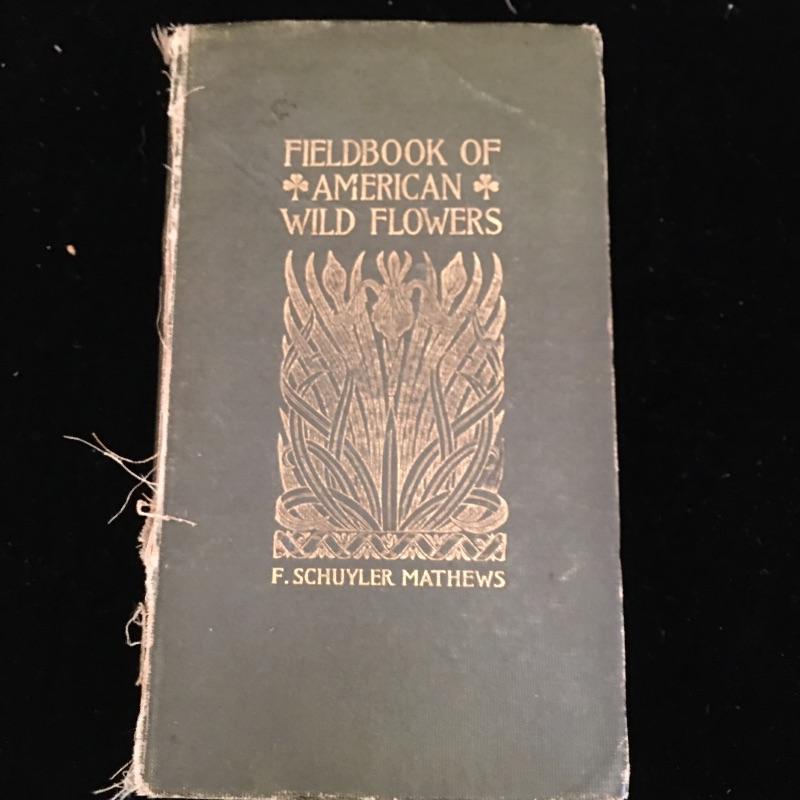 FIELDBOOK OF
AMERICAN
WILD FLOWERS
F. SCHUYLER MATHEWS